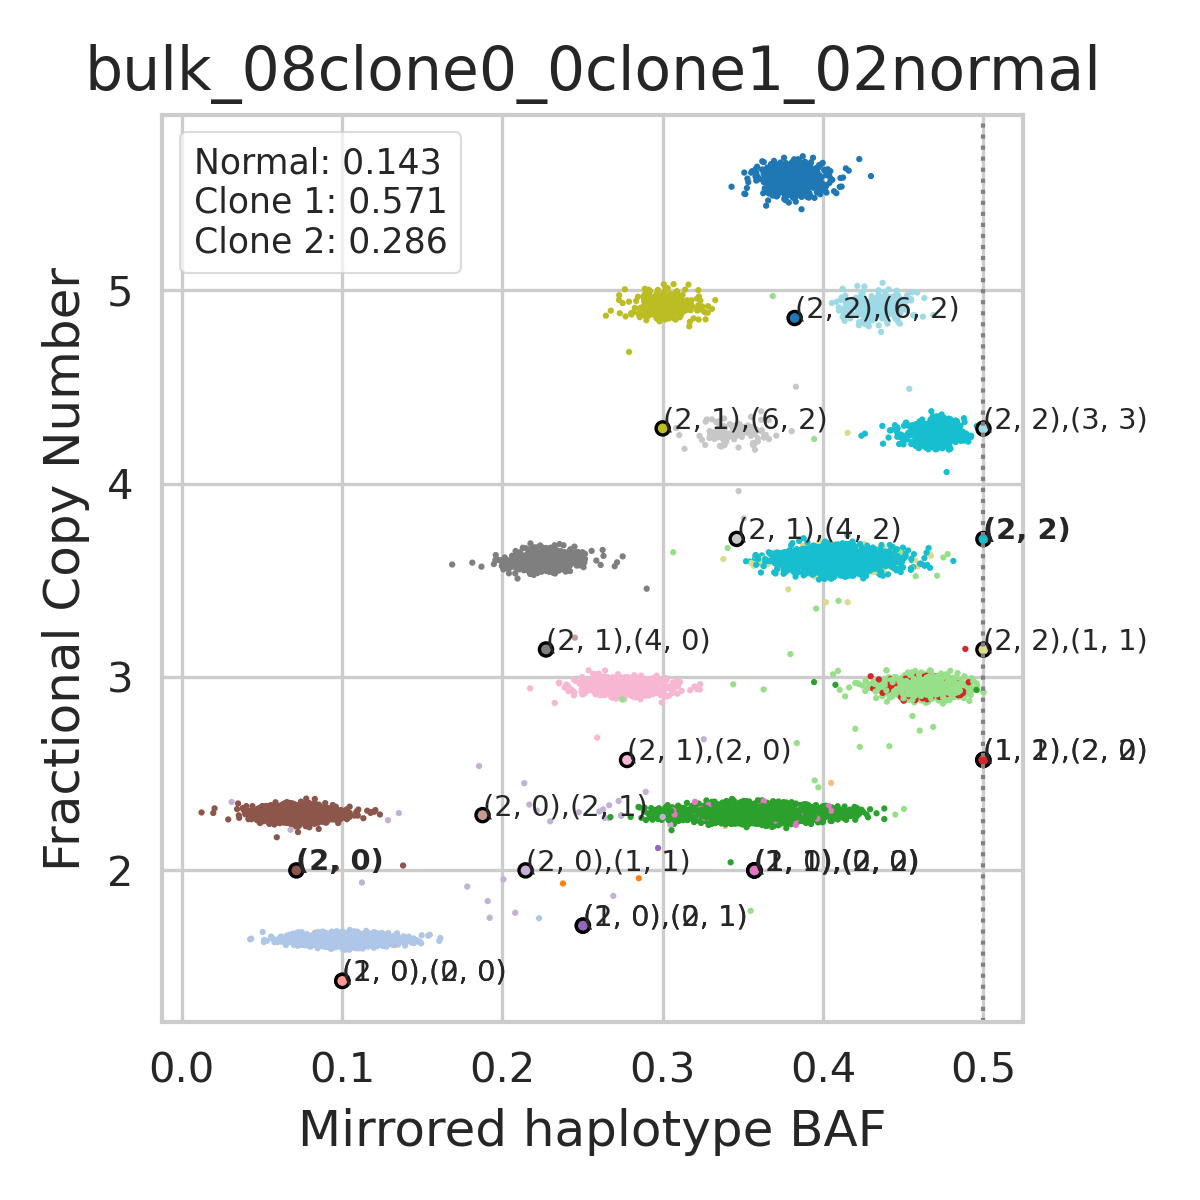 bulk_08clone0_0clone1_02normal
Normal: 0.143
Clone 1: 0.571
Clone 2: 0.286
Fractional Copy Number
5
4
3
2
(2, 2),(6, 2)
(2, 1),(6, 2)
(2, 2),(3, 3)
(2, 1),(4, 2)
(2, 2)
(2, 1),(4, 0)
(2, 2),(1, 1)
(2, 1),(2, 0)
(2, 0),(2, 1)
(2, 0)
(2, 0),(1, 1)
0.0 0.1 0.2 0.3 0.4 0.5
Mirrored haplotype BAF